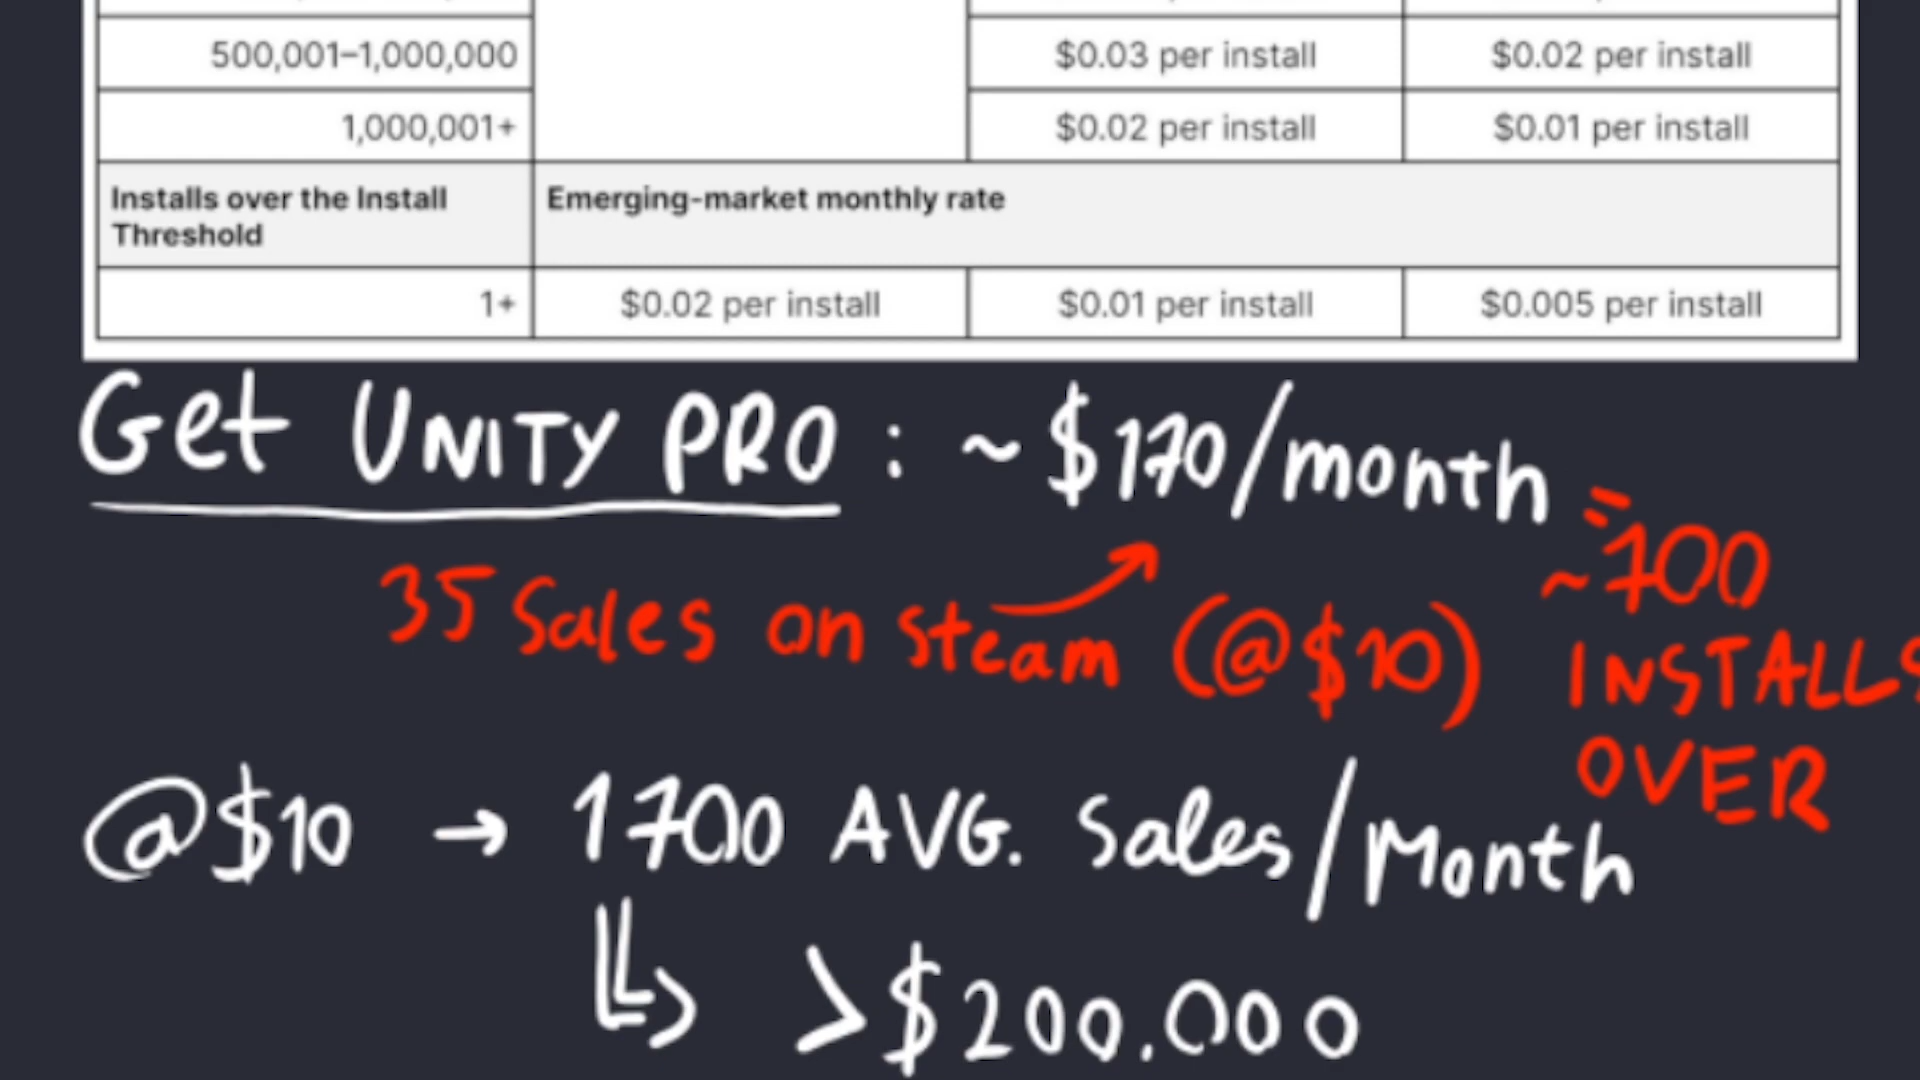 500,001–1,000,000 $0.03 per install $0.02 per install
1,000,001+ $0.02 per install $0.01 per install
Installs over the Install Threshold Emerging-market monthly rate
1+ $0.02 per install $0.01 per install $0.005 per install
Get UNITY PRO : ~ $170/month
35 Sales on steam (@$10)
~700
INSTALLS
OVER
@$10 → 1700 AVG. Sales/Month
>$200.000